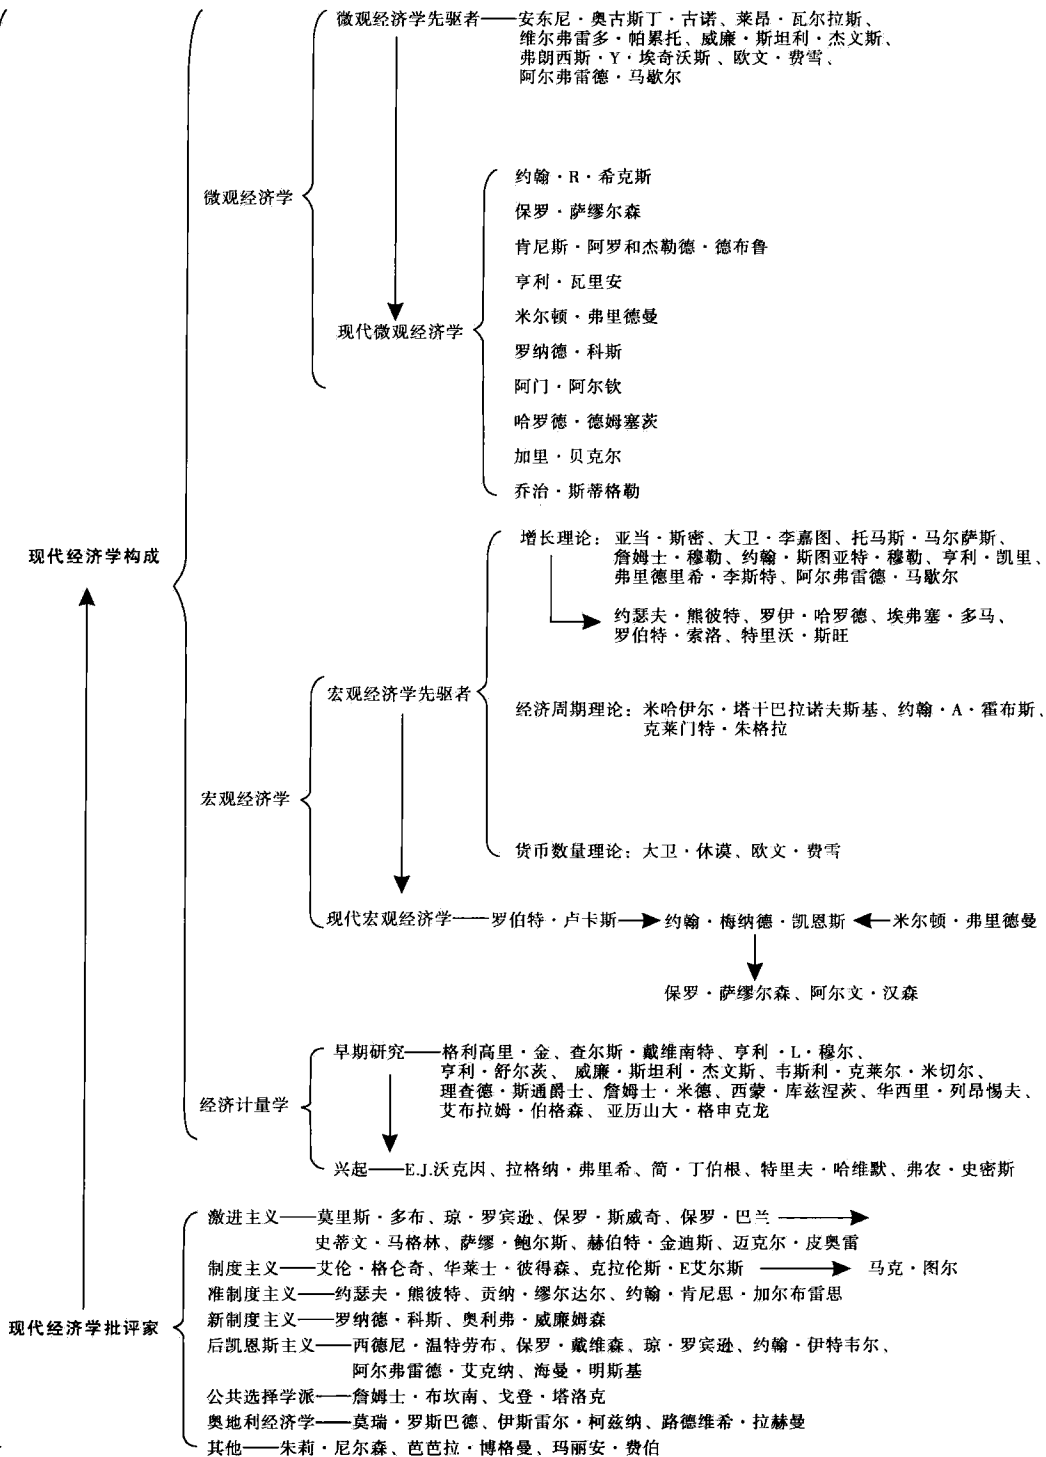 微观经济学先驱者——安东尼·奥古斯丁·古诺、莱昂·瓦尔拉斯、
维尔弗雷多·帕累托、威廉·斯坦利·杰文斯、
弗朗西斯·Y·埃奇沃斯、欧文·费雪、
阿尔弗雷德·马歇尔
微观经济学
约翰·R·希克斯
保罗·萨缪尔森
肯尼斯·阿罗和杰勒德·德布鲁
亨利·瓦里安
米尔顿·弗里德曼
现代微观经济学
罗纳德·科斯
阿门·阿尔钦
哈罗德·德姆塞茨
加里·贝克尔
乔治·斯蒂格勒
现代经济学构成
增长理论：亚当·斯密、大卫·李嘉图、托马斯·马尔萨斯、
詹姆士·穆勒、约翰·斯图亚特·穆勒、亨利·凯里、
弗里德里希·李斯特、阿尔弗雷德·马歇尔
约瑟夫·熊彼特、罗伊·哈罗德、埃弗塞·多马、
罗伯特·索洛、特里沃·斯旺
宏观经济学先驱者
经济周期理论：米哈伊尔·塔干巴拉诺夫斯基、约翰·A·霍布斯、
克莱门特·朱格拉
宏观经济学
货币数量理论：大卫·休谟、欧文·费雪
现代宏观经济学——罗伯特·卢卡斯 约翰·梅纳德·凯恩斯 米尔顿·弗里德曼
保罗·萨缪尔森、阿尔文·汉森
早期研究——格利高里·金、查尔斯·戴维南特、亨利·L·穆尔、
亨利·舒尔茨、威廉·斯坦利·杰文斯、韦斯利·克莱尔·米切尔、
理查德·斯通爵士、詹姆士·米德、西蒙·库兹涅茨、华西里·列昂惕夫、
艾布拉姆·伯格森、亚历山大·格申克龙
经济计量学
兴起——E.J.沃克因、拉格纳·弗里希、简·丁伯根、特里夫·哈维默、弗农·史密斯
激进主义——莫里斯·多布、琼·罗宾逊、保罗·斯威奇、保罗·巴兰
史蒂文·马格林、萨缪·鲍尔斯、赫伯特·金迪斯、迈克尔·皮奥雷
制度主义——艾伦·格仑奇、华莱士·彼得森、克拉伦斯·E艾尔斯 马克·图尔
准制度主义——约瑟夫·熊彼特、贡纳·缪尔达尔、约翰·肯尼思·加尔布雷思
新制度主义——罗纳德·科斯、奥利弗·威廉姆森
现代经济学批评家
后凯恩斯主义——西德尼·温特劳布、保罗·戴维森、琼·罗宾逊、约翰·伊特韦尔、
阿尔弗雷德·艾克纳、海曼·明斯基
公共选择学派——詹姆士·布坎南、戈登·塔洛克
奥地利经济学——莫瑞·罗斯巴德、伊斯雷尔·柯兹纳、路德维希·拉赫曼
其他——朱莉·尼尔森、芭芭拉·博格曼、玛丽安·费伯